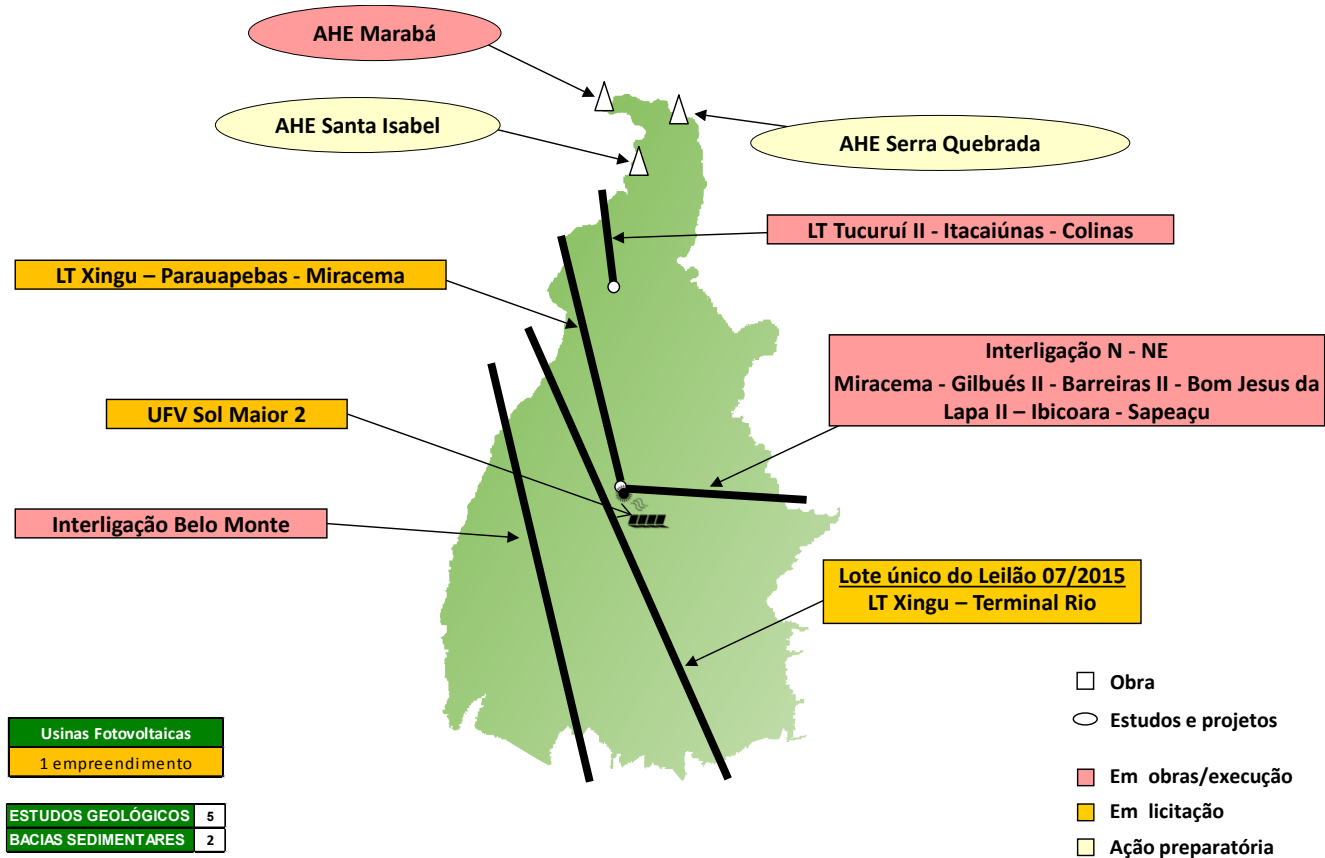 AHE Marabá
AHE Santa Isabel
AHE Serra Quebrada
LT Tucuruí II - Itacaiúnas - Colinas
LT Xingu – Parauapebas - Miracema
Interligação N - NE
Miracema - Gilbués II - Barreiras II - Bom Jesus da
Lapa II – Ibicoara - Sapeaçu
UFV Sol Maior 2
Interligação Belo Monte
Lote único do Leilão 07/2015
LT Xingu – Terminal Rio
Obra
Estudos e projetos
Em obras/execução
Em licitação
Ação preparatória
Usinas Fotovoltaicas
1 empreendimento
ESTUDOS GEOLÓGICOS 5
BACIAS SEDIMENTARES 2